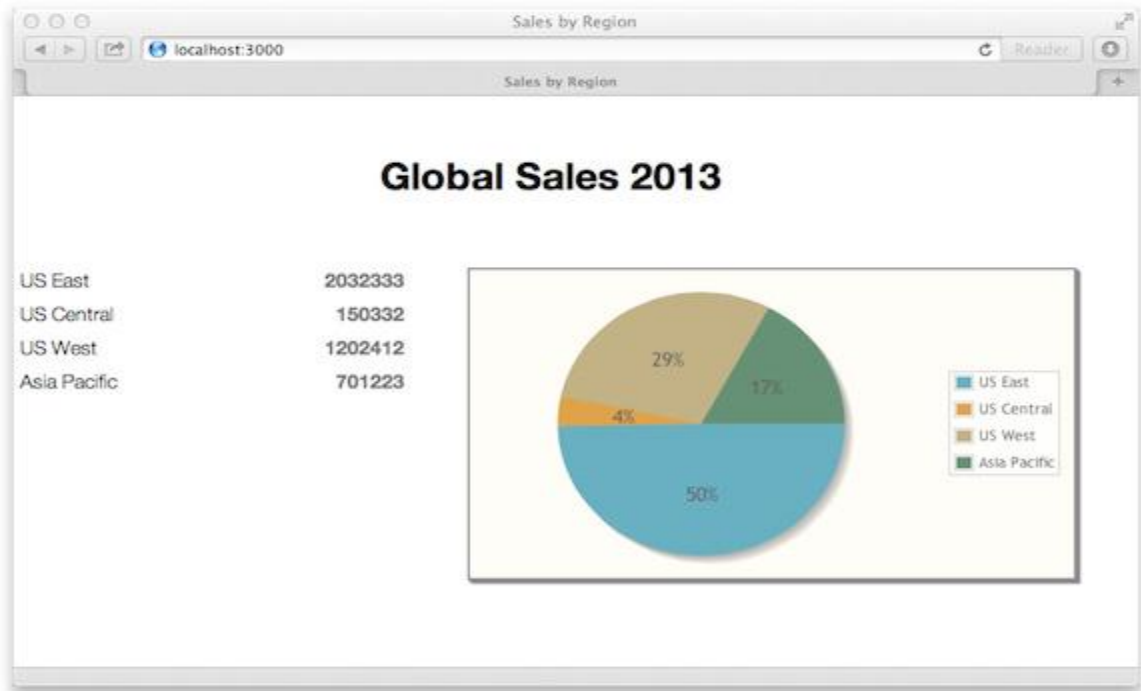 Sales by Region
localhost:3000
Reader
Sales by Region
Global Sales 2013
US East 2032333
US Central 150332
US West 1202412
Asia Pacific 701223
29%
17%
4%
50%
US East
US Central
US West
Asia Pacific